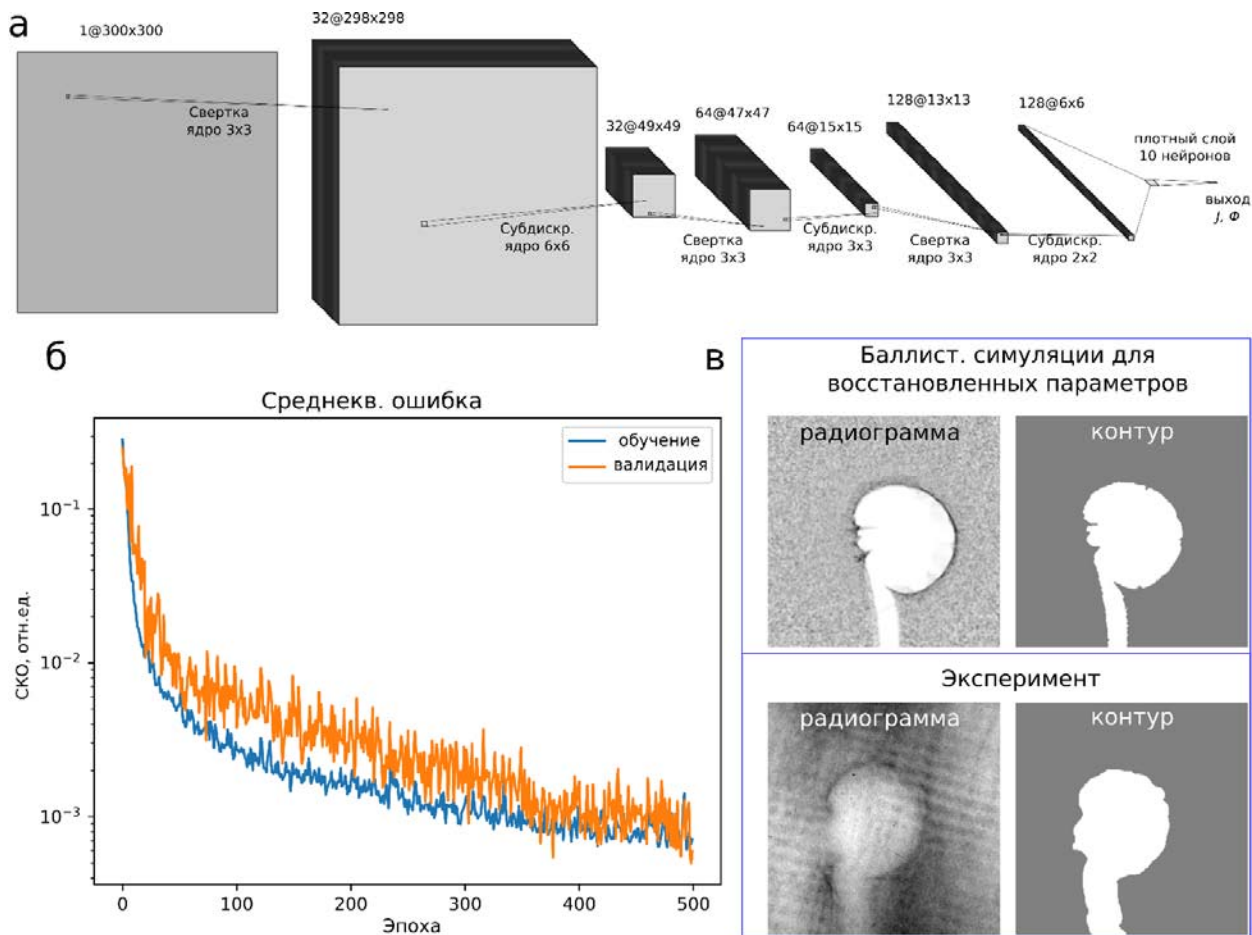 а
1@300x300
Свертка
ядро 3x3
32@298x298
Субдискр.
ядро 6x6
32@49x49
Свертка
ядро 3x3
64@47x47
Субдискр.
ядро 3x3
64@15x15
Свертка
ядро 3x3
128@13x13
Субдискр.
ядро 2x2
128@6x6
плотный слой
10 нейронов
выход
J, Φ
б
Среднекв. ошибка
обучение
валидация
СКО, отн.ед.
10⁻¹
10⁻²
10⁻³
0 100 200 300 400 500
Эпоха
в
Баллист. симуляции для
восстановленных параметров
радиограмма
контур
Эксперимент
радиограмма
контур